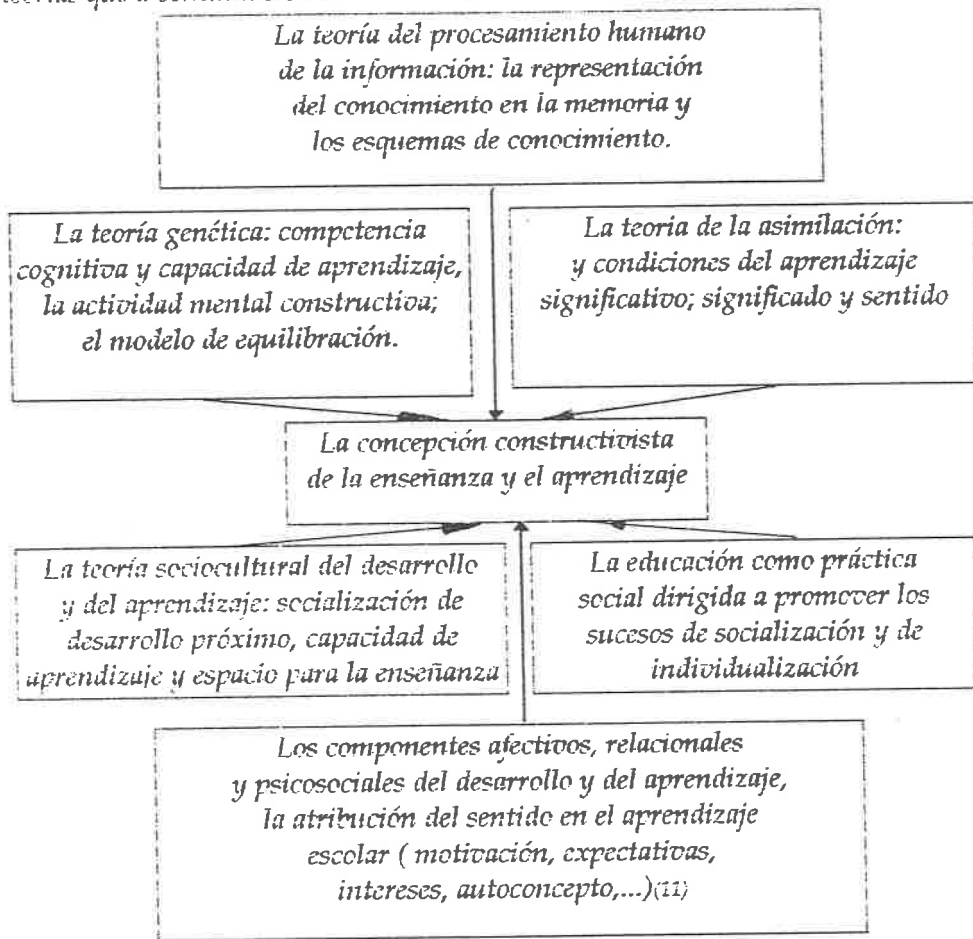 La teoría del procesamiento humano
de la información: la representación
del conocimiento en la memoria y
los esquemas de conocimiento.
La teoría genética: competencia
cognitiva y capacidad de aprendizaje,
la actividad mental constructiva;
el modelo de equilibración.
La teoria de la asimilación:
y condiciones del aprendizaje
significativo; significado y sentido
La concepción constructivista
de la enseñanza y el aprendizaje
La teoría sociocultural del desarrollo
y del aprendizaje: socialización de
desarrollo próximo, capacidad de
aprendizaje y espacio para la enseñanza
La educación como práctica
social dirigida a promover los
sucesos de socialización y de
individualización
Los componentes afectivos, relacionales
y psicosociales del desarrollo y del aprendizaje,
la atribución del sentido en el aprendizaje
escolar ( motivación, expectativas,
intereses, autoconcepto,...)(11)